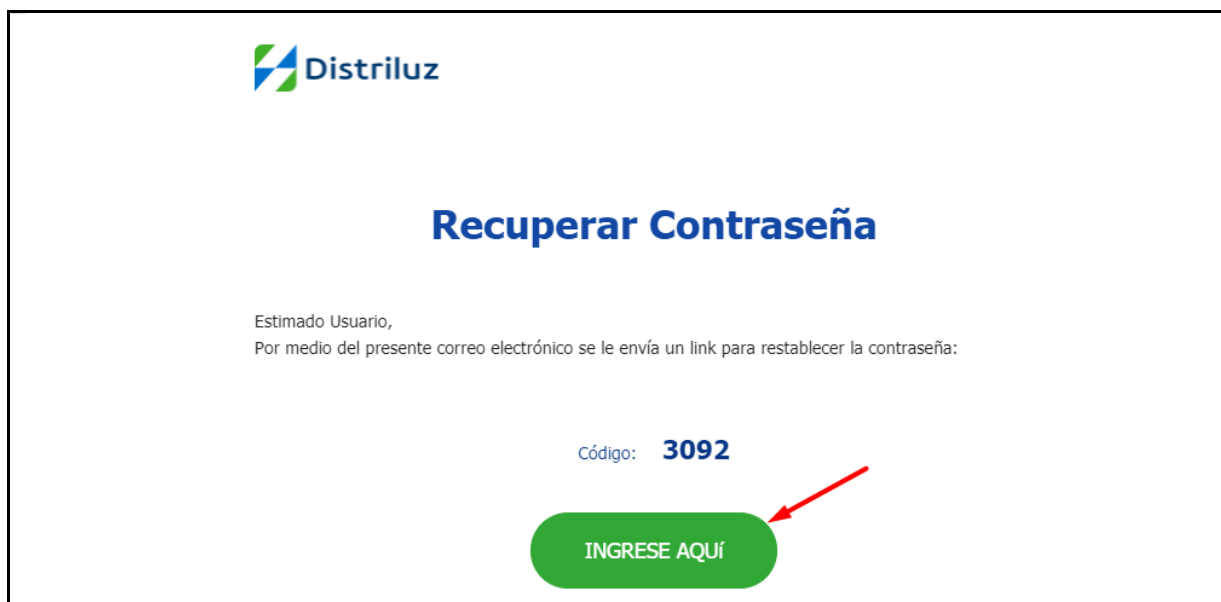 Distriluz
Recuperar Contraseña
Estimado Usuario,
Por medio del presente correo electrónico se le envía un link para restablecer la contraseña:
Código: 3092
INGRESE AQUí